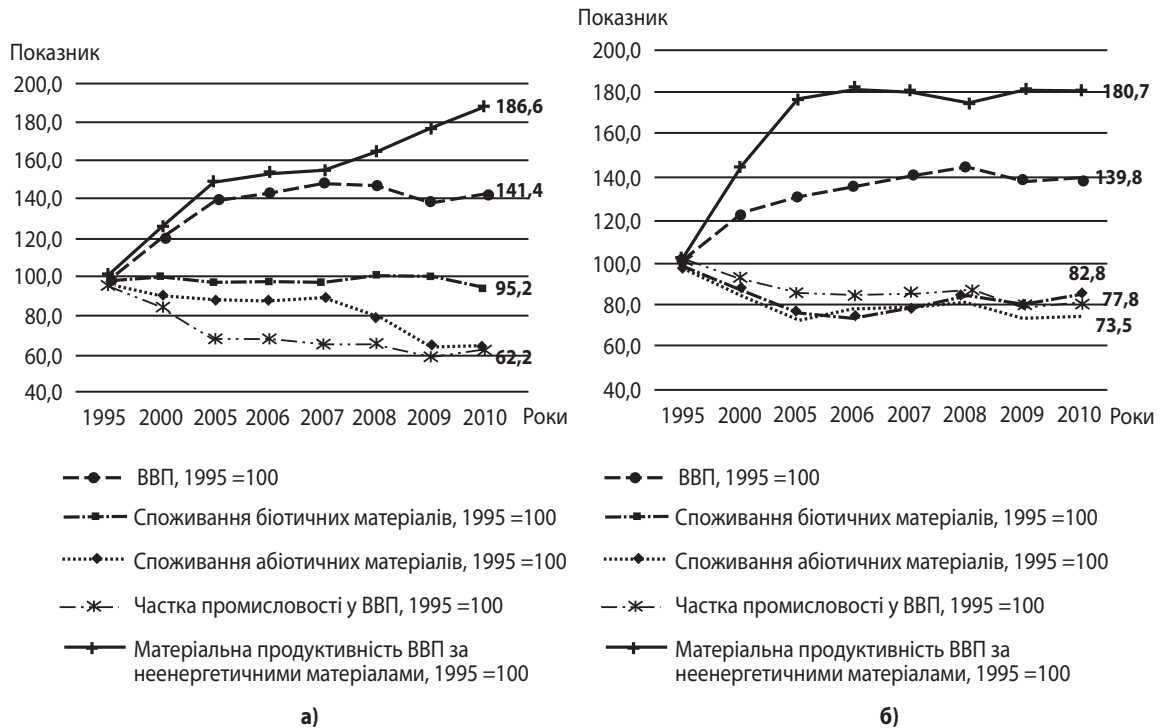 Показник
200,0
180,0
160,0
140,0
120,0
100,0
80,0
60,0
40,0
186,6
141,4
95,2
62,2
1995 2000 2005 2006 2007 2008 2009 2010 Роки
ВВП, 1995 =100
Споживання біотичних матеріалів, 1995 =100
Споживання абіотичних матеріалів, 1995 =100
Частка промисловості у ВВП, 1995 =100
Матеріальна продуктивність ВВП за
неенергетичними матеріалами, 1995 =100
а)
Показник
200,0
180,0
160,0
140,0
120,0
100,0
80,0
60,0
40,0
180,7
139,8
82,8
77,8
73,5
1995 2000 2005 2006 2007 2008 2009 2010 Роки
ВВП, 1995 =100
Споживання біотичних матеріалів, 1995 =100
Споживання абіотичних матеріалів, 1995 =100
Частка промисловості у ВВП, 1995 =100
Матеріальна продуктивність ВВП за
неенергетичними матеріалами, 1995 =100
б)